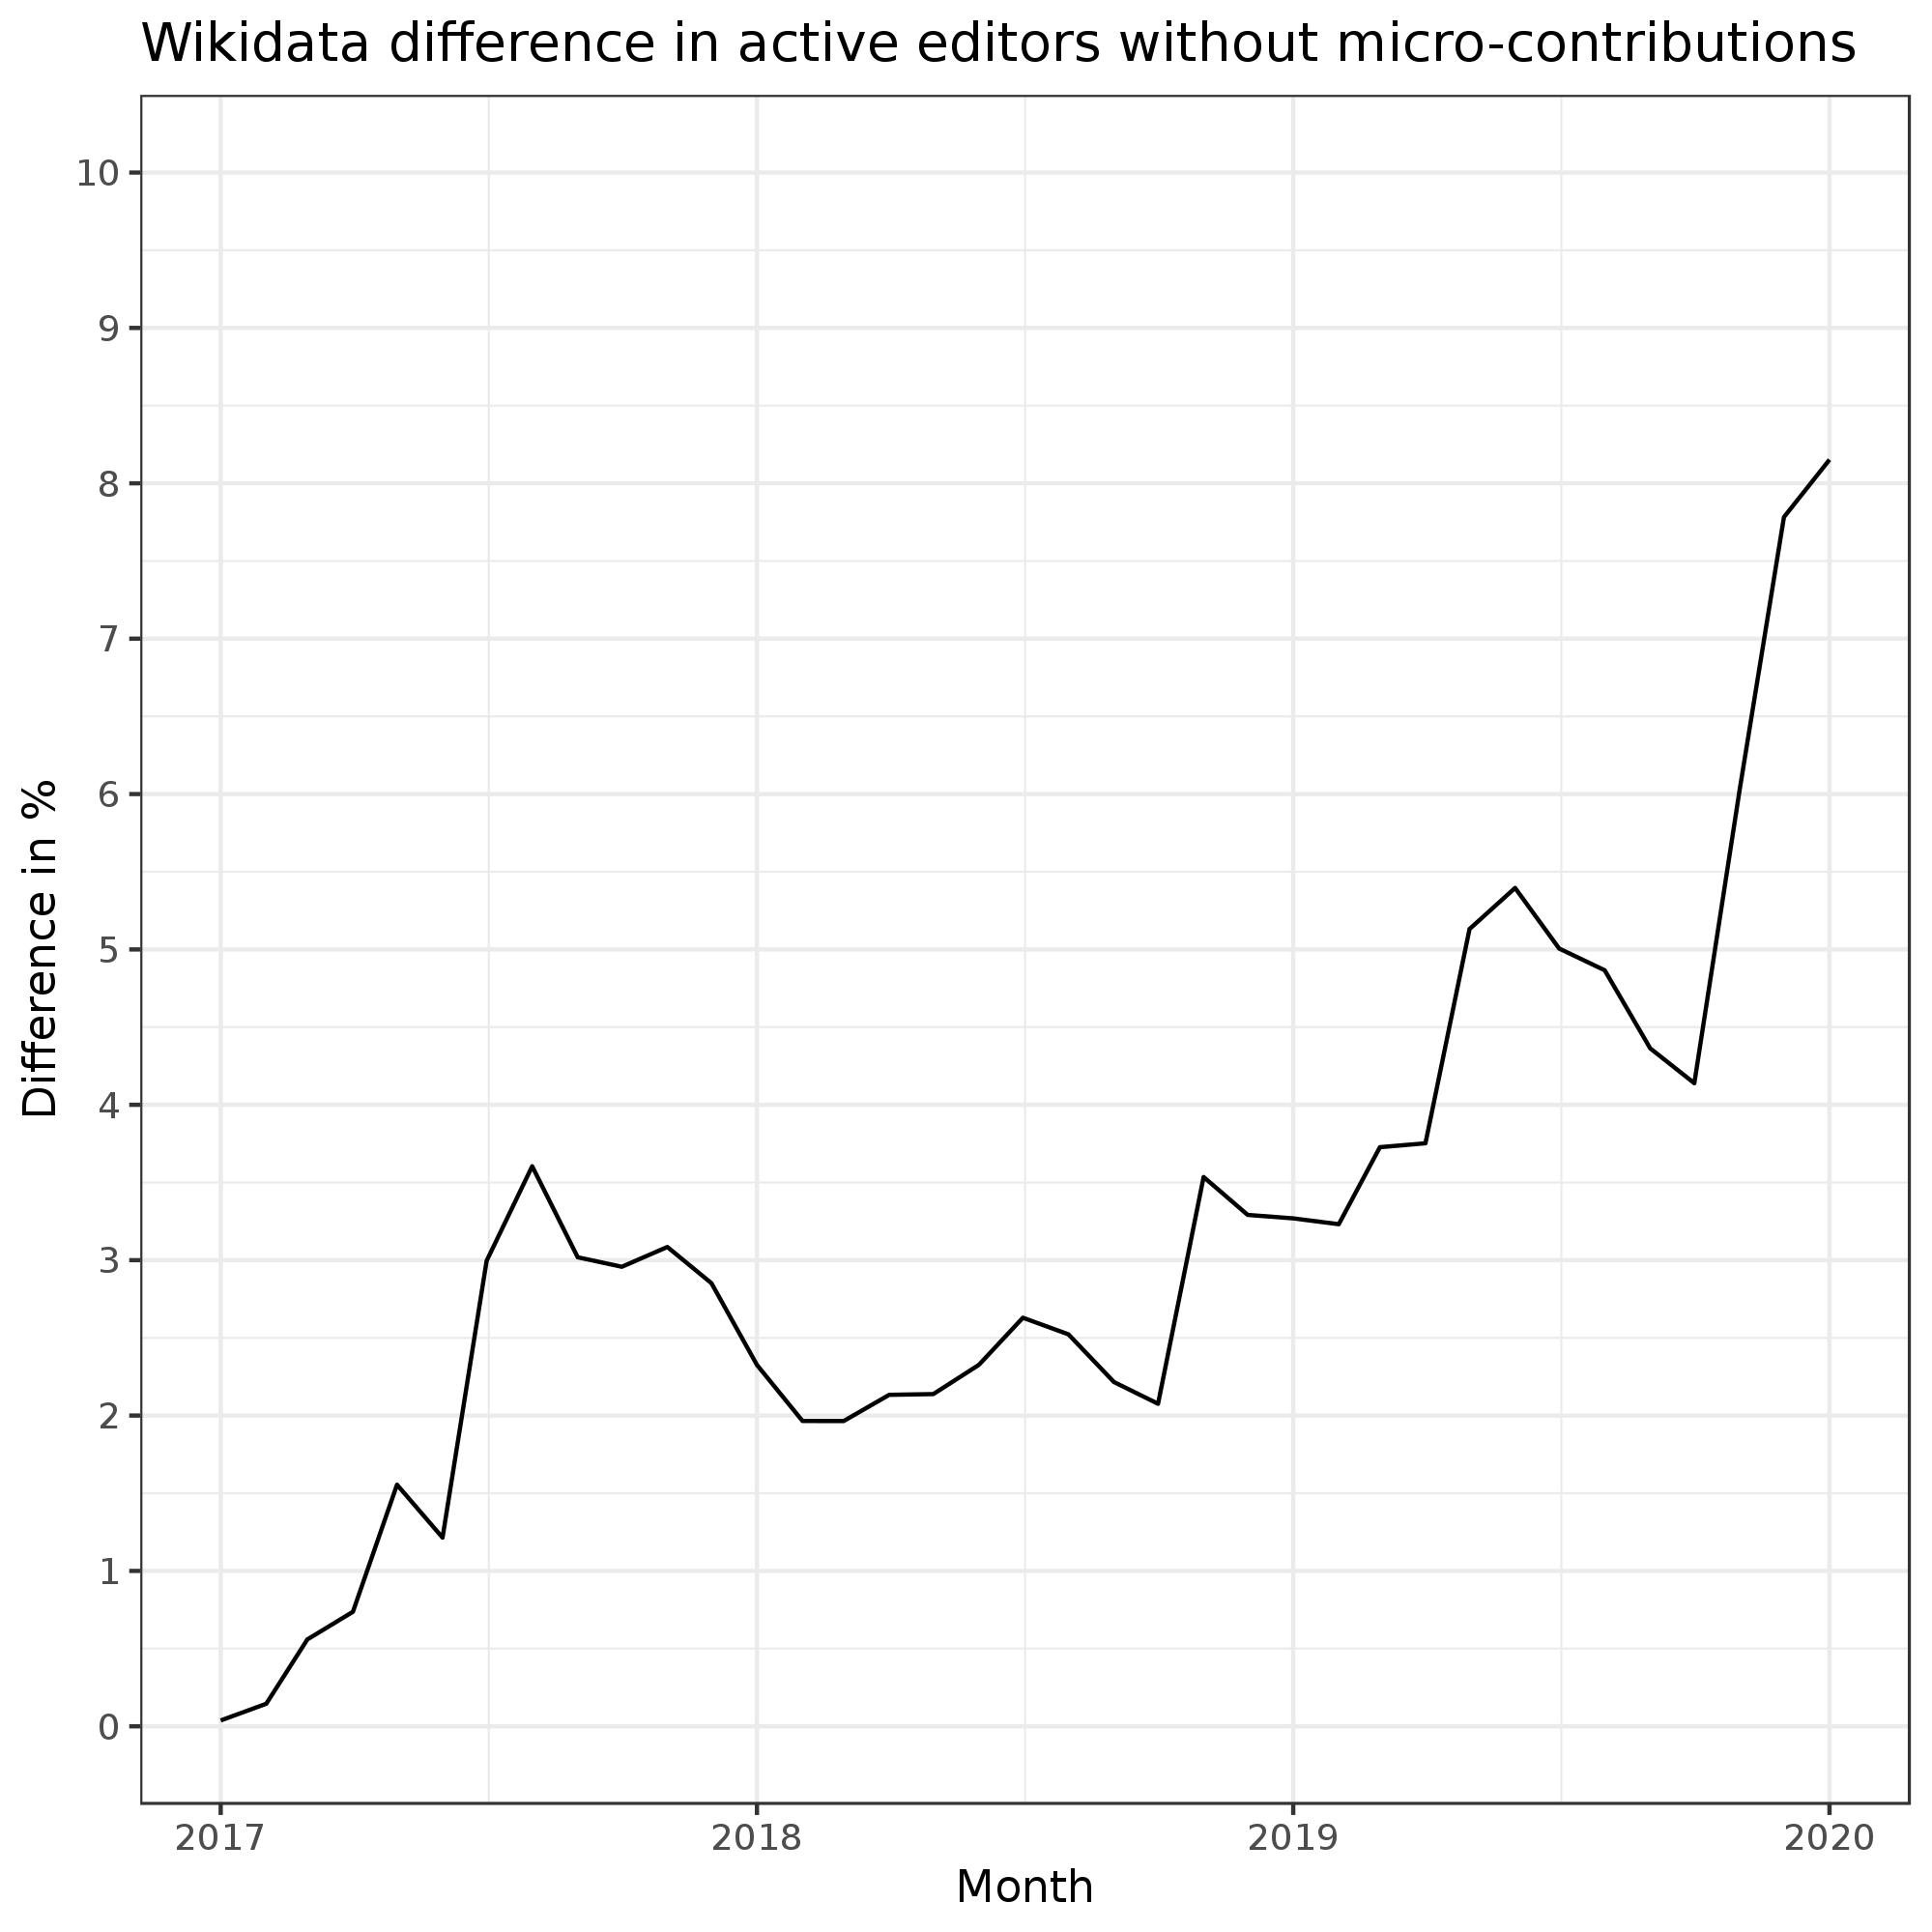 Wikidata difference in active editors without micro-contributions
Difference in %
10
9
8
7
6
5
4
3
2
1
0
2017 2018 2019 2020
Month